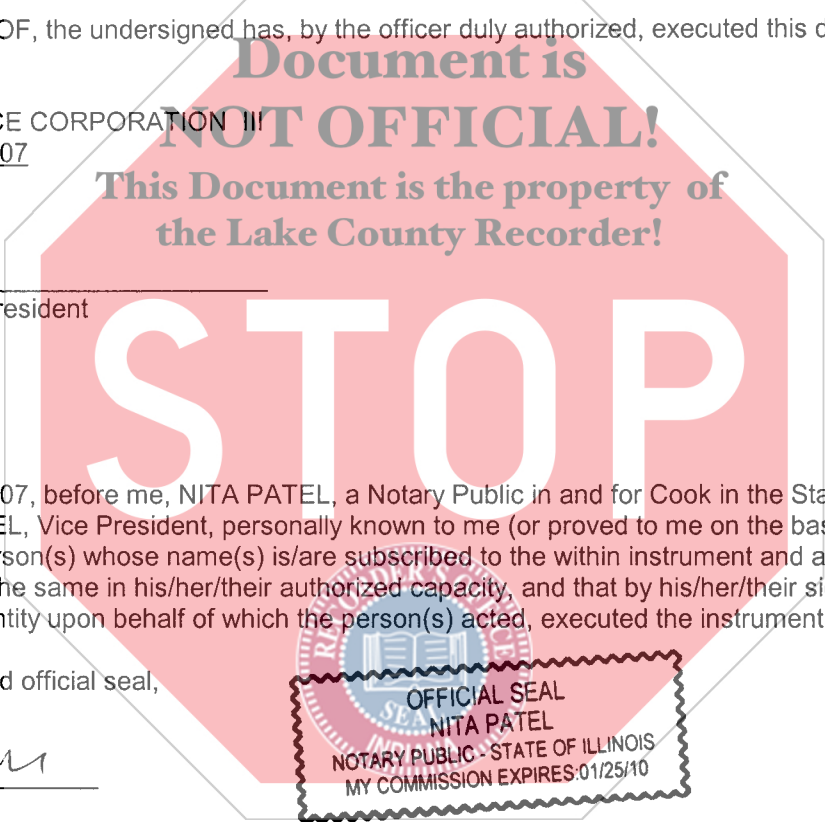 OF, the undersigned has, by the officer duly authorized, executed this d
Document is
CE CORPORATION III
NOT OFFICIAL!
07
This Document is the property of
the Lake County Recorder!
resident
STOP
07, before me, NITA PATEL, a Notary Public in and for Cook in the Sta
EL, Vice President, personally known to me (or proved to me on the bas
rson(s) whose name(s) is/are subscribed to the within instrument and a
he same in his/her/their authorized capacity, and that by his/her/their si
ntity upon behalf of which the person(s) acted, executed the instrument
RECORDER'S OFFICE
d official seal,
SEAL
INDIANA
OFFICIAL SEAL
NITA PATEL
NOTARY PUBLIC - STATE OF ILLINOIS
MY COMMISSION EXPIRES:01/25/10